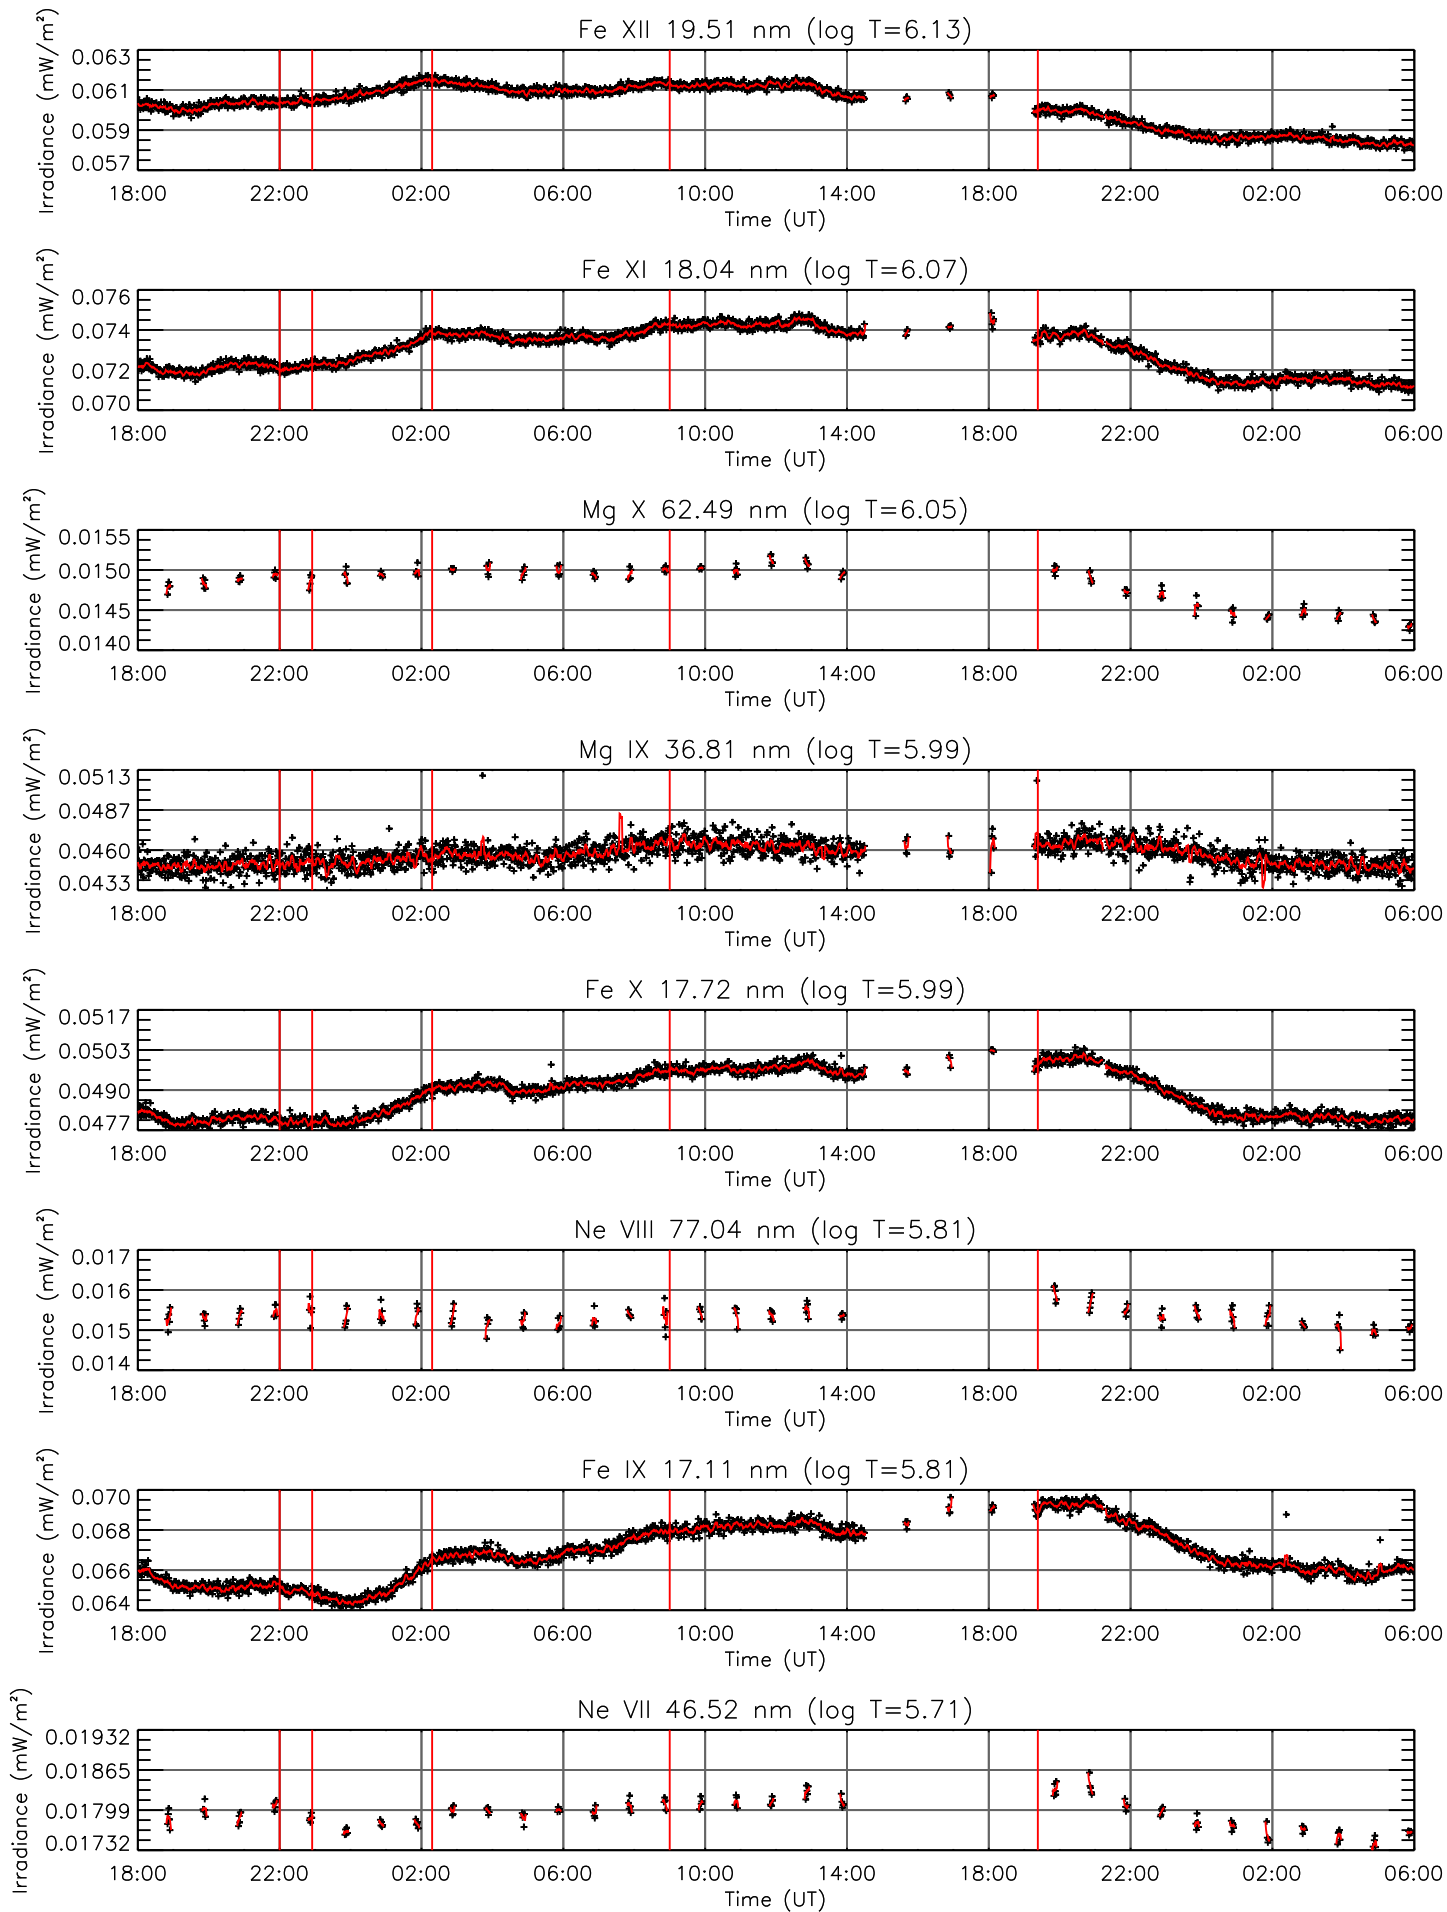 Fe XII 19.51 nm (log T=6.13)
Irradiance (mW/m²)
0.063
0.061
0.059
0.057
18:00 22:00 02:00 06:00 10:00 14:00 18:00 22:00 02:00 06:00
Time (UT)
Fe XI 18.04 nm (log T=6.07)
Irradiance (mW/m²)
0.076
0.074
0.072
0.070
18:00 22:00 02:00 06:00 10:00 14:00 18:00 22:00 02:00 06:00
Time (UT)
Mg X 62.49 nm (log T=6.05)
Irradiance (mW/m²)
0.0155
0.0150
0.0145
0.0140
18:00 22:00 02:00 06:00 10:00 14:00 18:00 22:00 02:00 06:00
Time (UT)
Mg IX 36.81 nm (log T=5.99)
Irradiance (mW/m²)
0.0513
0.0487
0.0460
0.0433
18:00 22:00 02:00 06:00 10:00 14:00 18:00 22:00 02:00 06:00
Time (UT)
Fe X 17.72 nm (log T=5.99)
Irradiance (mW/m²)
0.0517
0.0503
0.0490
0.0477
18:00 22:00 02:00 06:00 10:00 14:00 18:00 22:00 02:00 06:00
Time (UT)
Ne VIII 77.04 nm (log T=5.81)
Irradiance (mW/m²)
0.017
0.016
0.015
0.014
18:00 22:00 02:00 06:00 10:00 14:00 18:00 22:00 02:00 06:00
Time (UT)
Fe IX 17.11 nm (log T=5.81)
Irradiance (mW/m²)
0.070
0.068
0.066
0.064
18:00 22:00 02:00 06:00 10:00 14:00 18:00 22:00 02:00 06:00
Time (UT)
Ne VII 46.52 nm (log T=5.71)
Irradiance (mW/m²)
0.01932
0.01865
0.01799
0.01732
18:00 22:00 02:00 06:00 10:00 14:00 18:00 22:00 02:00 06:00
Time (UT)